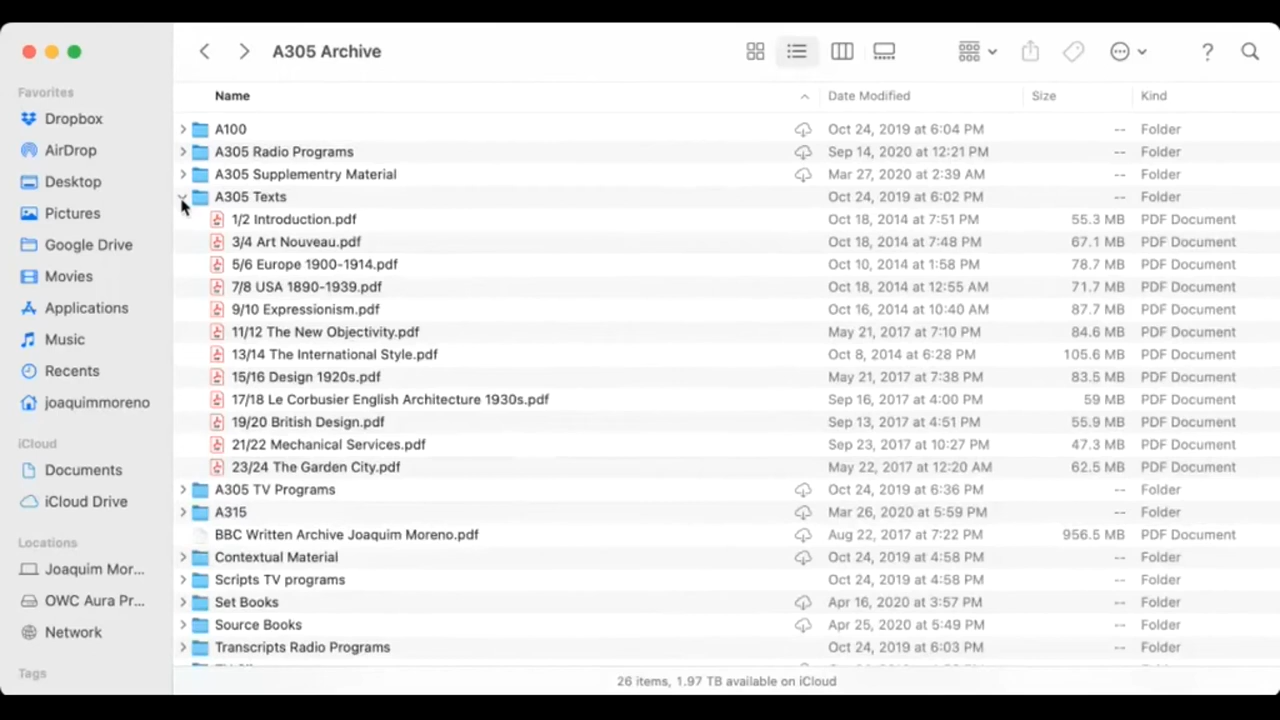 A305 Archive
Favorites
Dropbox
AirDrop
Desktop
Pictures
Google Drive
Movies
Applications
Music
Recents
joaquimmoreno
iCloud
Documents
iCloud Drive
Locations
Joaquim Mor...
OWC Aura Pr...
Network
Tags
Name Date Modified Size Kind
A100 Oct 24, 2019 at 6:04 PM -- Folder
A305 Radio Programs Sep 14, 2020 at 12:21 PM -- Folder
A305 Supplementry Material Mar 27, 2020 at 2:39 AM -- Folder
A305 Texts Oct 24, 2019 at 6:02 PM -- Folder
1/2 Introduction.pdf Oct 18, 2014 at 7:51 PM 55.3 MB PDF Document
3/4 Art Nouveau.pdf Oct 18, 2014 at 7:48 PM 67.1 MB PDF Document
5/6 Europe 1900-1914.pdf Oct 10, 2014 at 1:58 PM 78.7 MB PDF Document
7/8 USA 1890-1939.pdf Oct 18, 2014 at 12:55 AM 71.7 MB PDF Document
9/10 Expressionism.pdf Oct 16, 2014 at 10:40 AM 87.7 MB PDF Document
11/12 The New Objectivity.pdf May 21, 2017 at 7:10 PM 84.6 MB PDF Document
13/14 The International Style.pdf Oct 8, 2014 at 6:28 PM 105.6 MB PDF Document
15/16 Design 1920s.pdf May 21, 2017 at 7:38 PM 83.5 MB PDF Document
17/18 Le Corbusier English Architecture 1930s.pdf Sep 16, 2017 at 4:00 PM 59 MB PDF Document
19/20 British Design.pdf Sep 13, 2017 at 4:51 PM 55.9 MB PDF Document
21/22 Mechanical Services.pdf Sep 23, 2017 at 10:27 PM 47.3 MB PDF Document
23/24 The Garden City.pdf May 22, 2017 at 12:20 AM 62.5 MB PDF Document
A305 TV Programs Oct 24, 2019 at 6:36 PM -- Folder
A315 Mar 26, 2020 at 5:59 PM -- Folder
BBC Written Archive Joaquim Moreno.pdf Aug 22, 2017 at 7:22 PM 956.5 MB PDF Document
Contextual Material Oct 24, 2019 at 4:58 PM -- Folder
Scripts TV programs Oct 24, 2019 at 4:58 PM -- Folder
Set Books Apr 16, 2020 at 3:57 PM -- Folder
Source Books Apr 25, 2020 at 5:49 PM -- Folder
Transcripts Radio Programs Oct 24, 2019 at 6:03 PM -- Folder
26 items, 1.97 TB available on iCloud